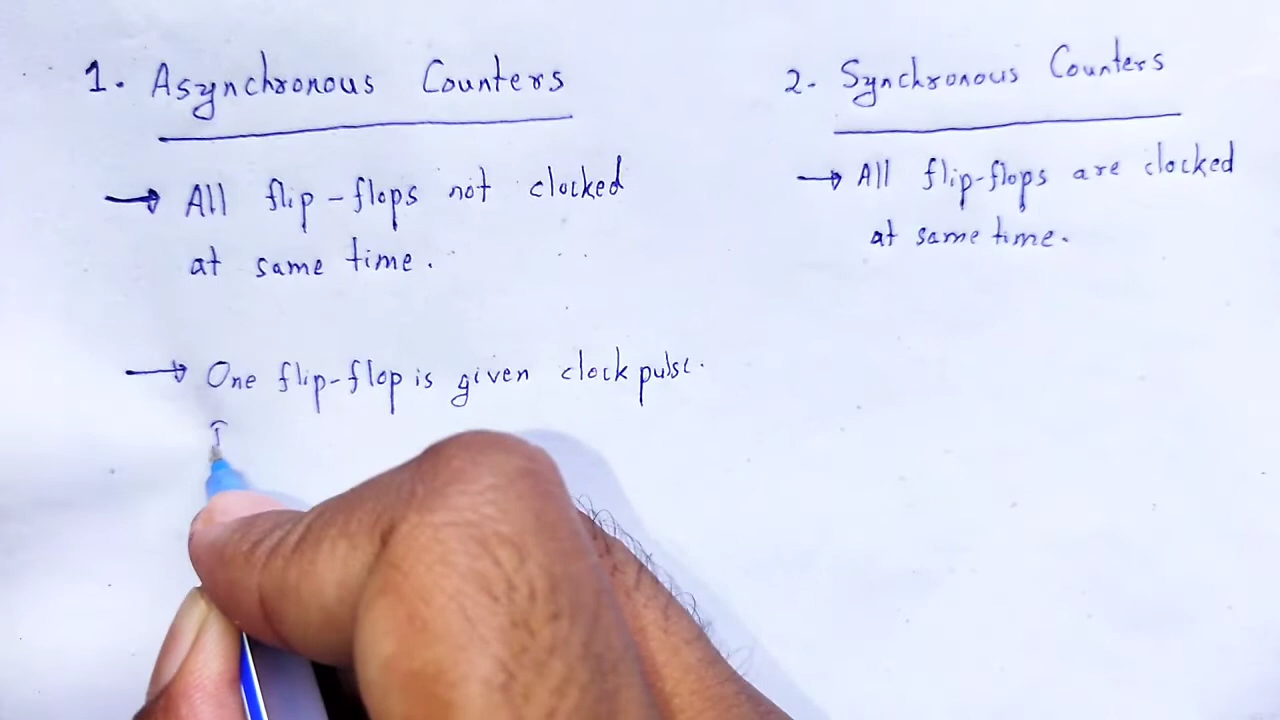 1. Asynchronous Counters
→ All flip-flops not clocked
at same time.
→ One flip-flop is given clock pulse.
2. Synchronous Counters
→ All flip-flops are clocked
at same time.